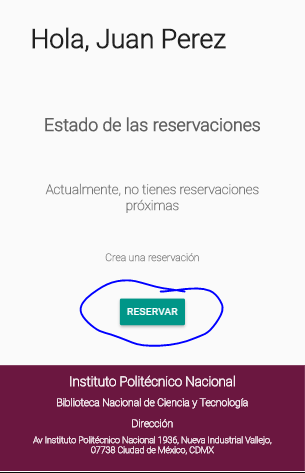 Hola, Juan Perez
Estado de las reservaciones
Actualmente, no tienes reservaciones
próximas
Crea una reservación
RESERVAR
Instituto Politécnico Nacional
Biblioteca Nacional de Ciencia y Tecnología
Dirección
Av Instituto Politécnico Nacional 1936, Nueva Industrial Vallejo,
07738 Ciudad de México, CDMX